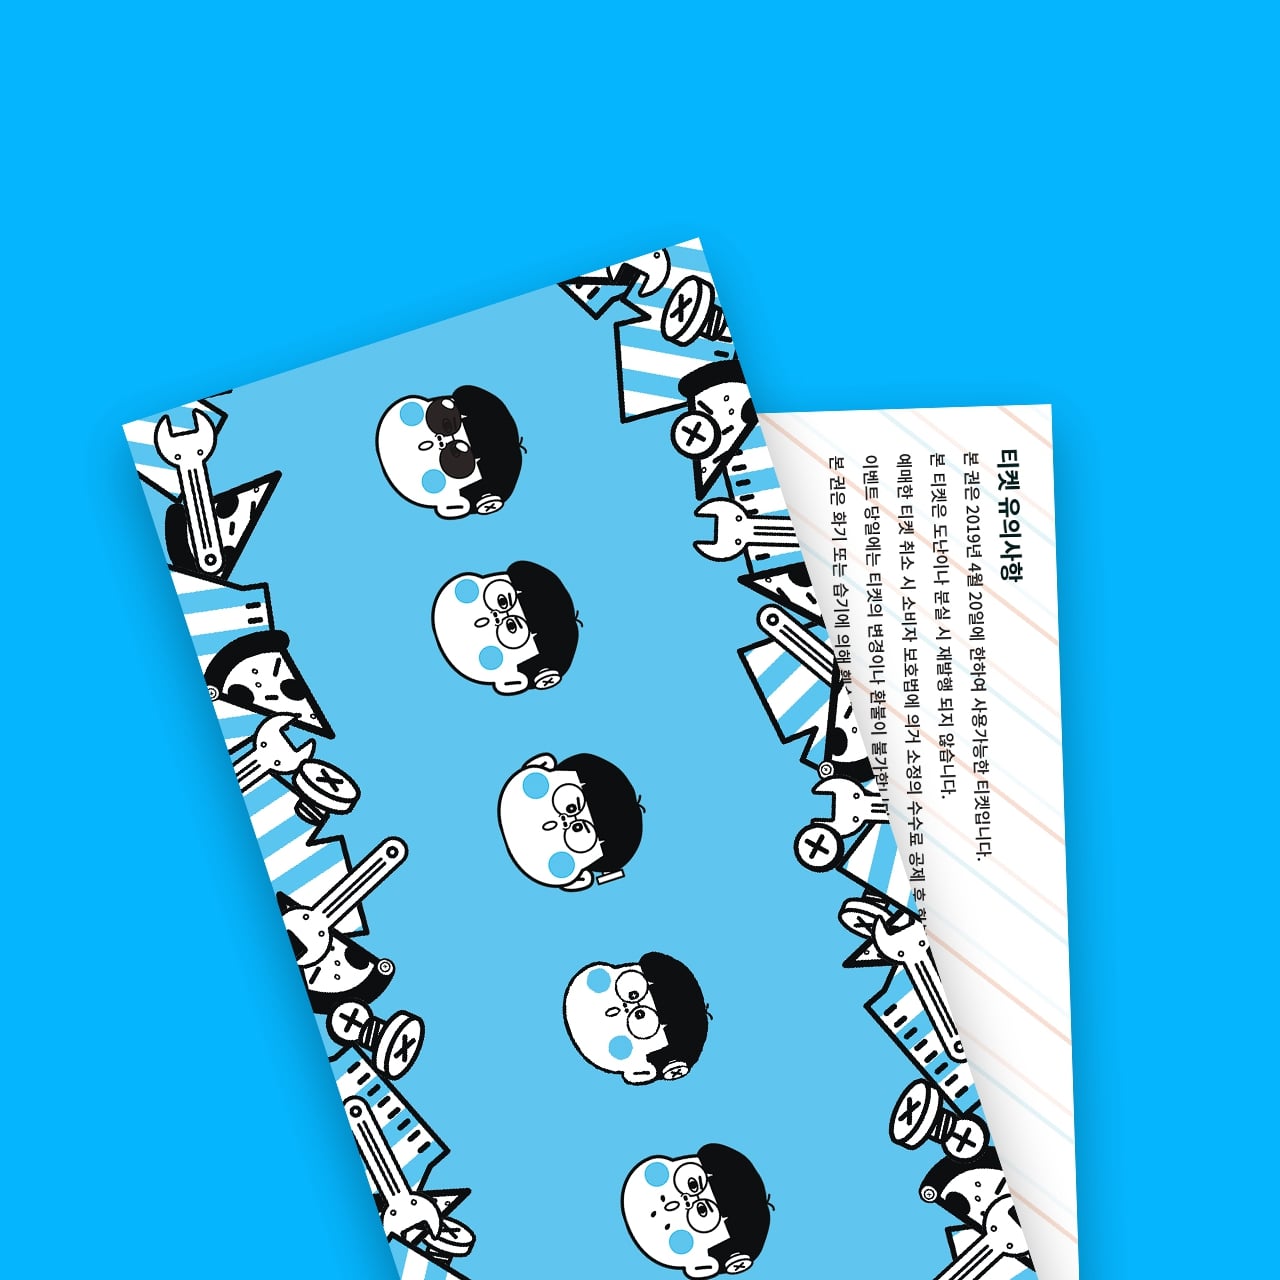 티켓 유의사항
본 권은 2019년 4월 20일에 한하여 사용가능한 티켓입니다.
본 티켓은 도난이나 분실 시 재발행 되지 않습니다.
예매한 티켓 취소 시 소비자 보호법에 의거 소정의 수수료 공제 후
이벤트 당일에는 티켓의 변경이나 환불이
본 권은 화기 또는 습기에 의해